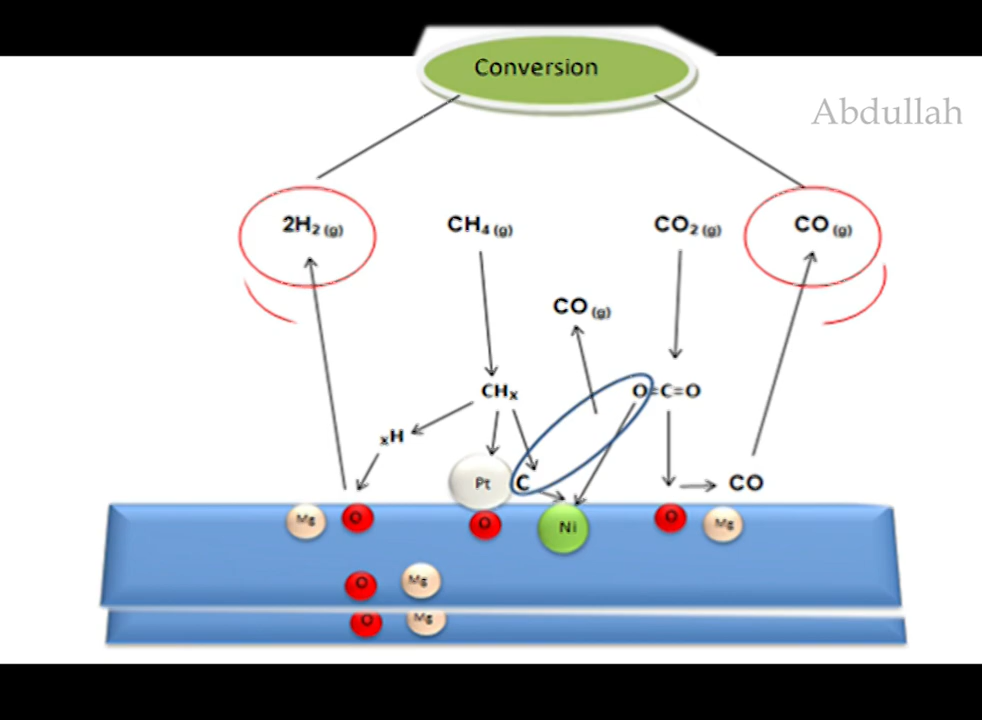 Conversion
Abdullah
2H2 (g)
CH4 (g)
CO2 (g)
CO (g)
CO (g)
CHx
O=C=O
xH
Pt
C
CO
Mg
O
O
Ni
O
Mg
O
Mg
O
Mg